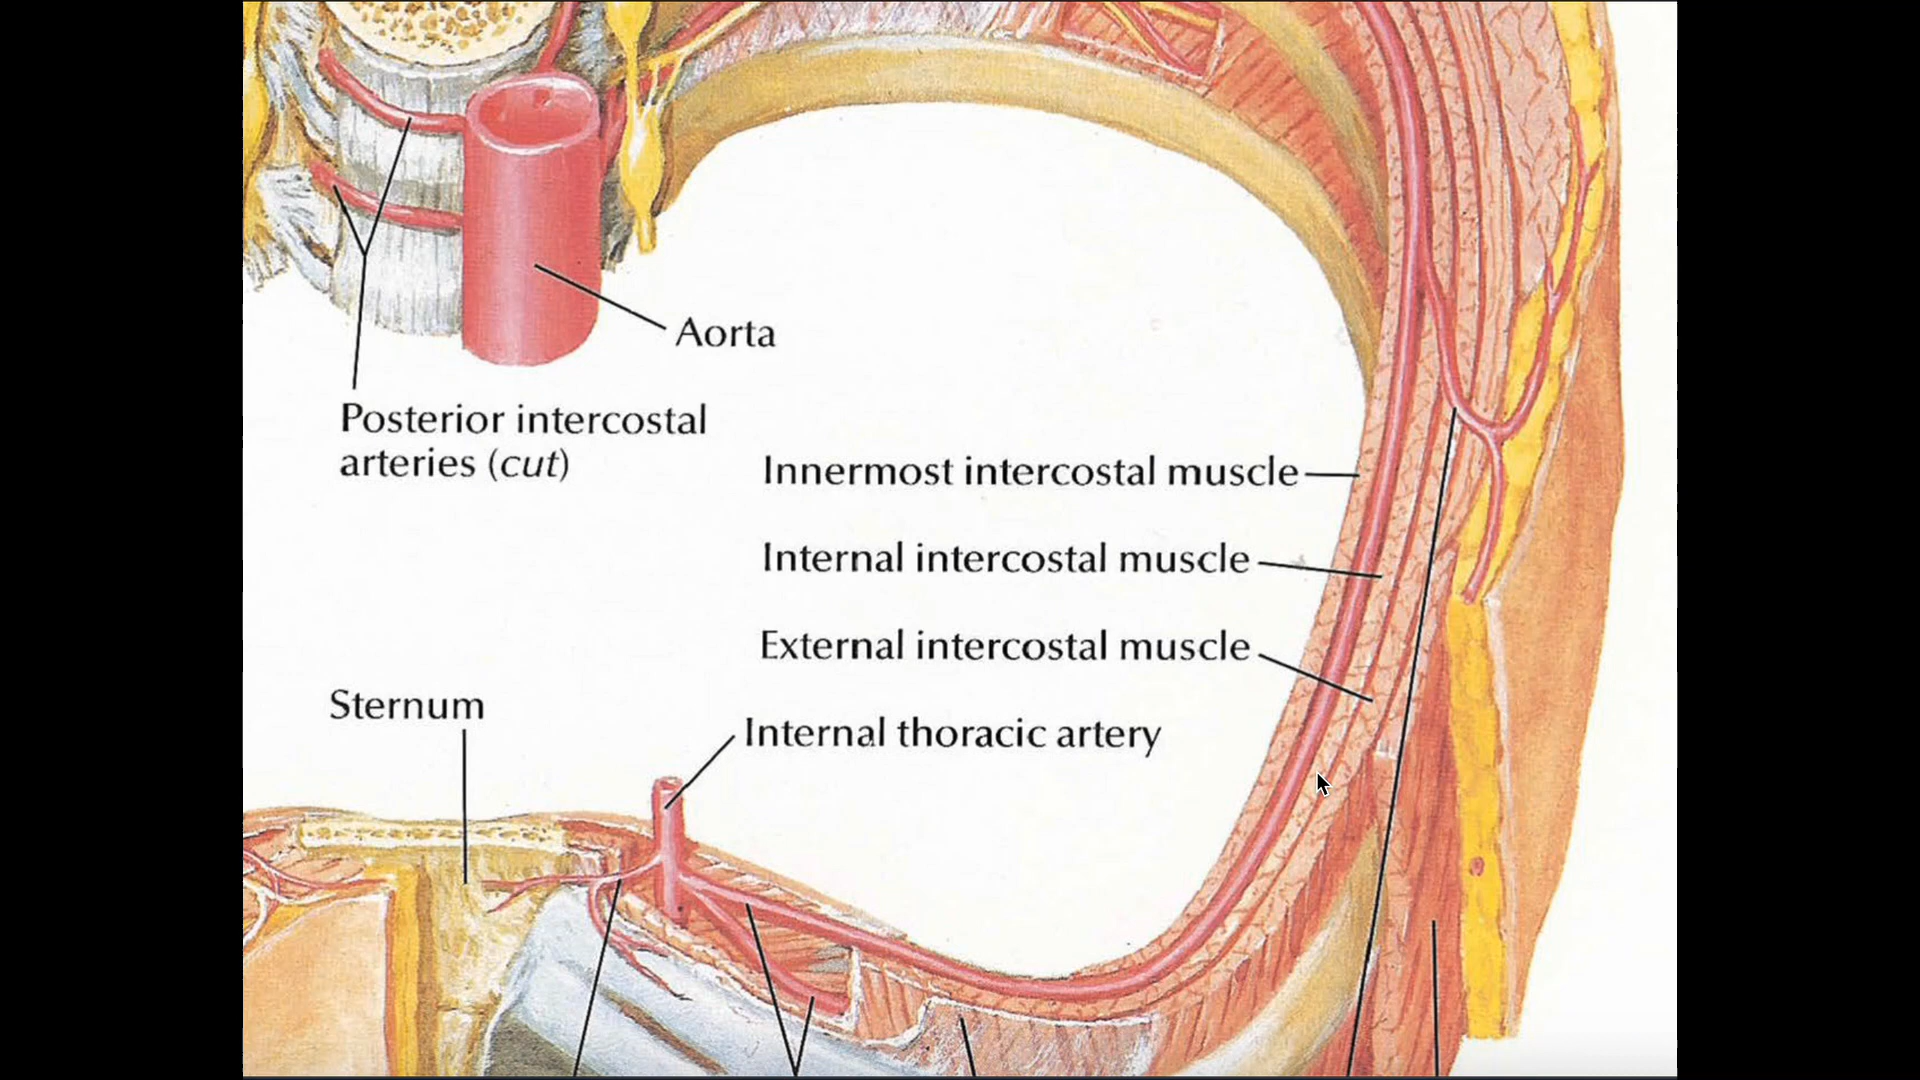 Aorta
Posterior intercostal
arteries (cut)
Innermost intercostal muscle
Internal intercostal muscle
External intercostal muscle
Sternum
Internal thoracic artery